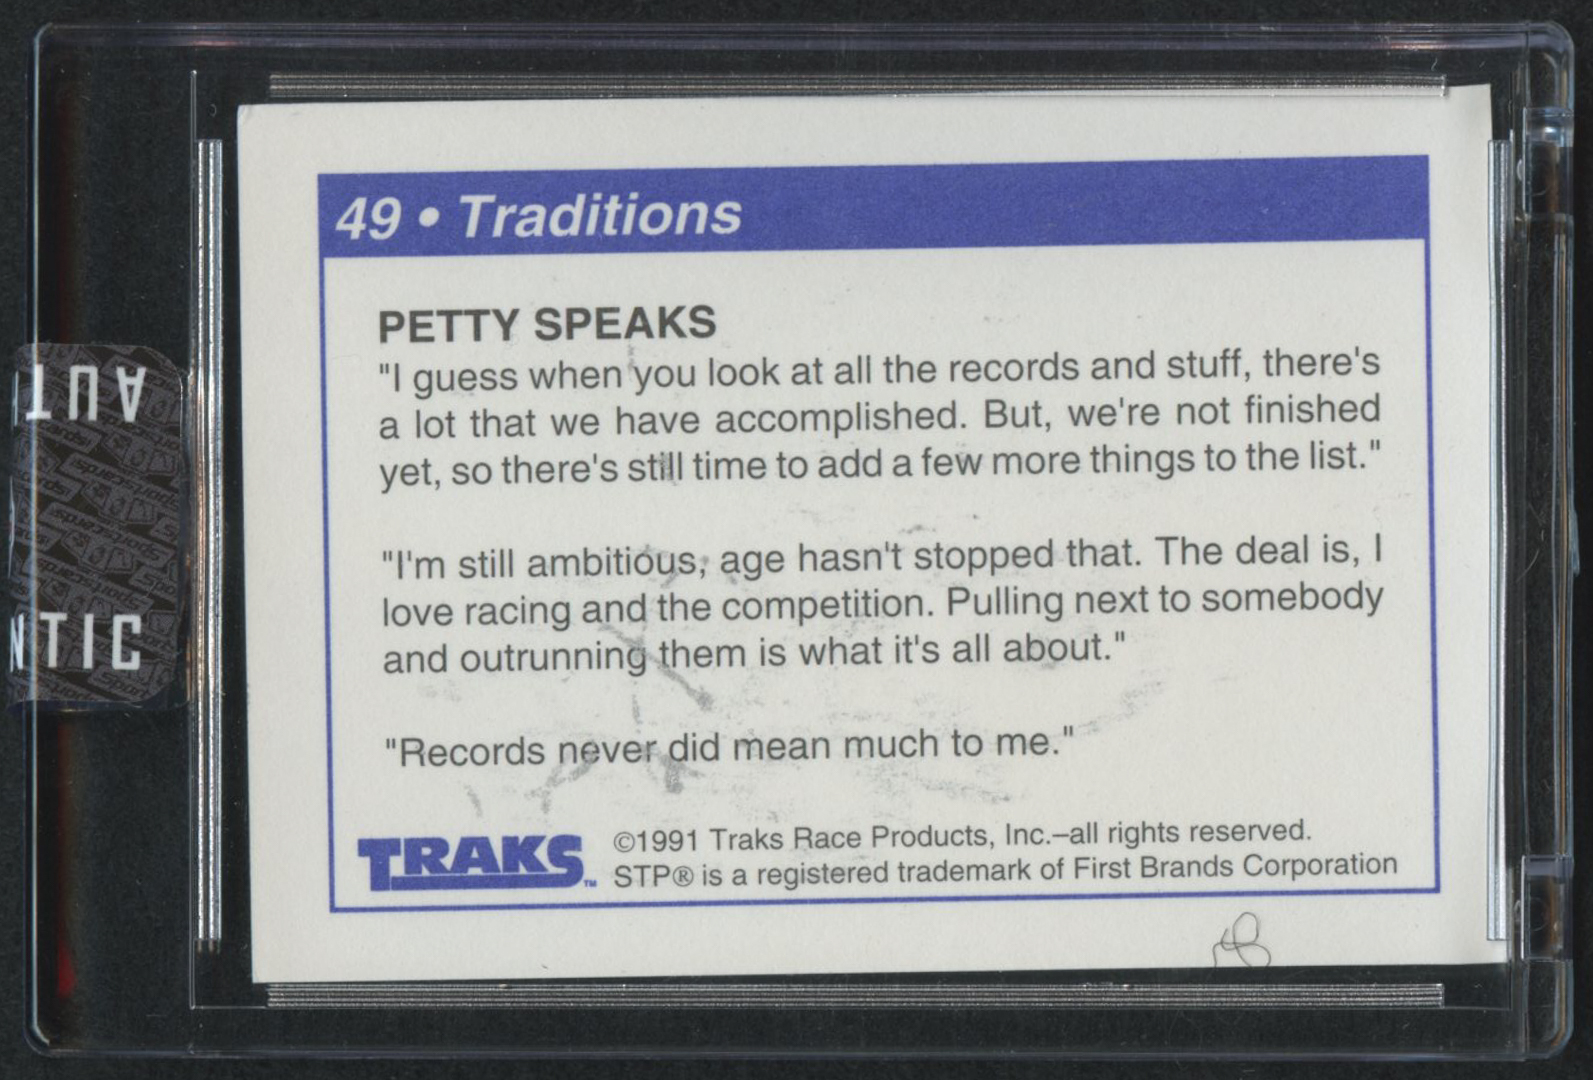 49 • Traditions
PETTY SPEAKS
"I guess when you look at all the records and stuff, there's
a lot that we have accomplished. But, we're not finished
yet, so there's still time to add a few more things to the list."
"I'm still ambitious, age hasn't stopped that. The deal is, I
love racing and the competition. Pulling next to somebody
and outrunning them is what it's all about."
"Records never did mean much to me."
TRAKS™
©1991 Traks Race Products, Inc.–all rights reserved.
STP® is a registered trademark of First Brands Corporation
AUT
NTIC